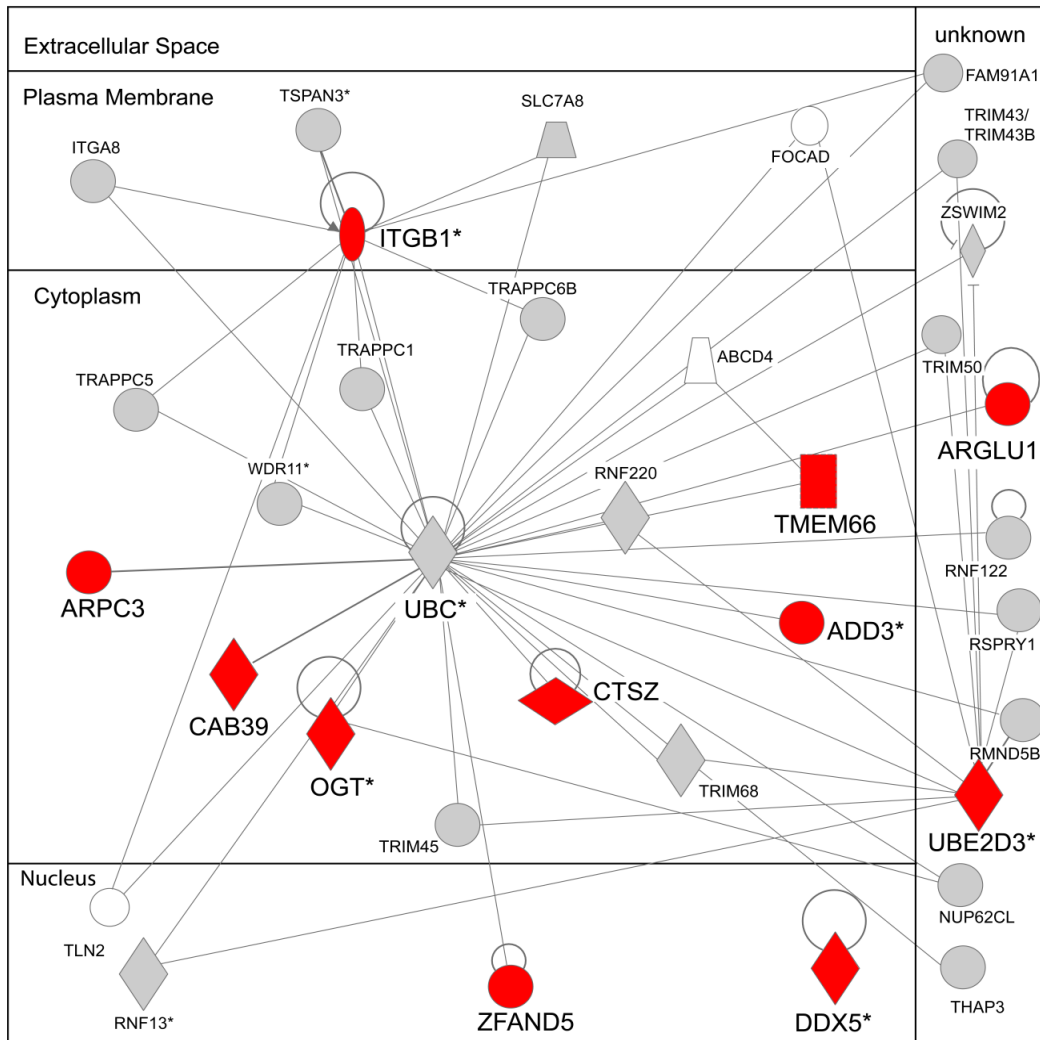 Extracellular Space
unknown
FAM91A1
Plasma Membrane
TSPAN3*
SLC7A8
TRIM43/
TRIM43B
ITGA8
FOCAD
ZSWIM2
ITGB1*
Cytoplasm
TRAPPC6B
TRAPPC1
ABCD4
TRIM50
TRAPPC5
ARGLU1
WDR11*
RNF220
TMEM66
RNF122
ARPC3
UBC*
ADD3*
RSPRY1
CTSZ
CAB39
RMND5B
OGT*
TRIM68
TRIM45
UBE2D3*
Nucleus
NUP62CL
TLN2
THAP3
RNF13*
ZFAND5
DDX5*